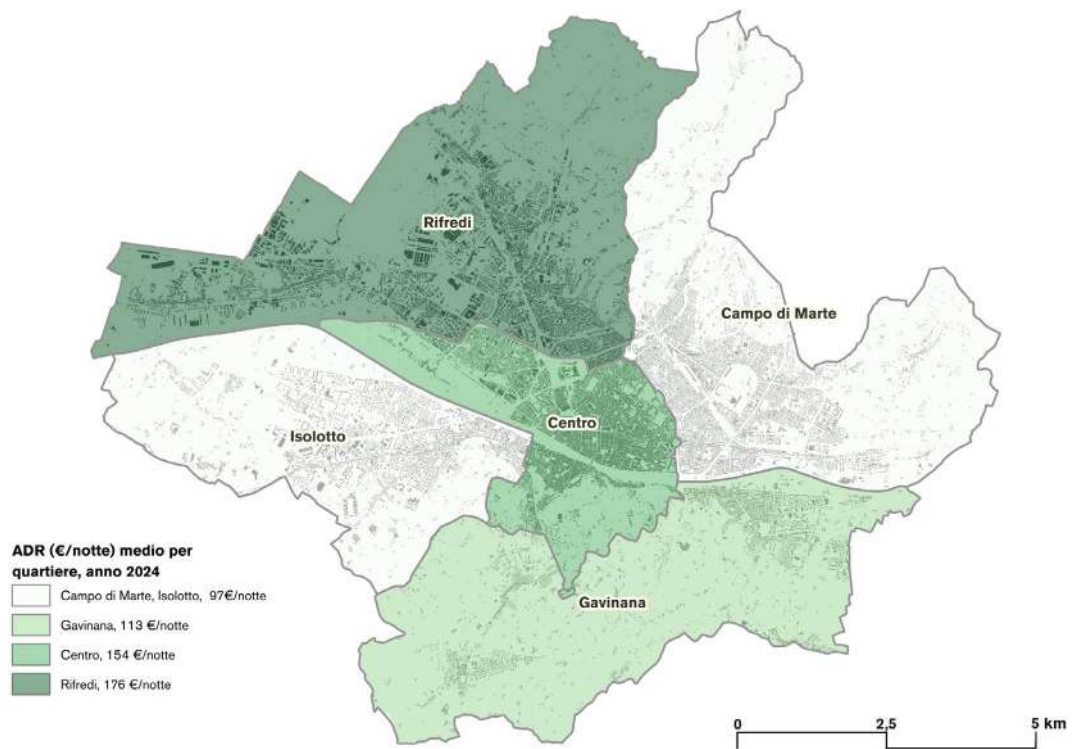 Rifredi
Campo di Marte
Centro
Isolotto
Gavinana
ADR (€/notte) medio per
quartiere, anno 2024
Campo di Marte, Isolotto, 97€/notte
Gavinana, 113 €/notte
Centro, 154 €/notte
Rifredi, 176 €/notte
0 2,5 5 km